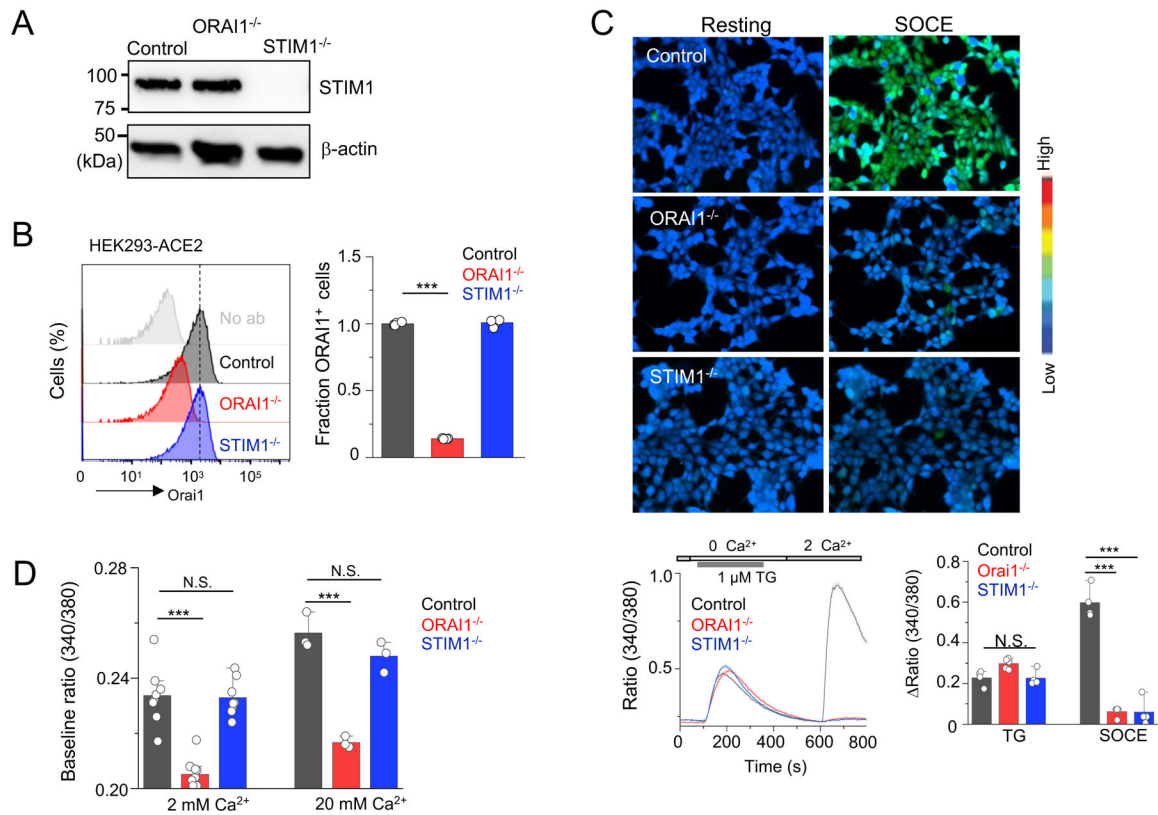 A
ORAI1-/-
Control
STIM1-/-
100
STIM1
75
50
β-actin
(kDa)
B
HEK293-ACE2
No ab
Control
ORAI1-/-
STIM1-/-
Cells (%)
0 10¹ 10³ 10⁵
Orai1
Control
ORAI1-/-
STIM1-/-
***
1.5
1.0
0.5
0
Fraction ORAI1+ cells
C
Resting SOCE
Control
ORAI1-/-
STIM1-/-
High
Low
0 Ca²⁺ 2 Ca²⁺
1 µM TG
Control
ORAI1-/-
STIM1-/-
1.0
0.5
Ratio (340/380)
0 200 400 600 800
Time (s)
Control
Orai1-/-
STIM1-/-
***
***
N.S.
0.8
0.6
0.4
0.2
0
ΔRatio (340/380)
TG SOCE
D
0.28
0.24
0.20
Baseline ratio (340/380)
N.S.
***
N.S.
***
Control
ORAI1-/-
STIM1-/-
2 mM Ca²⁺ 20 mM Ca²⁺